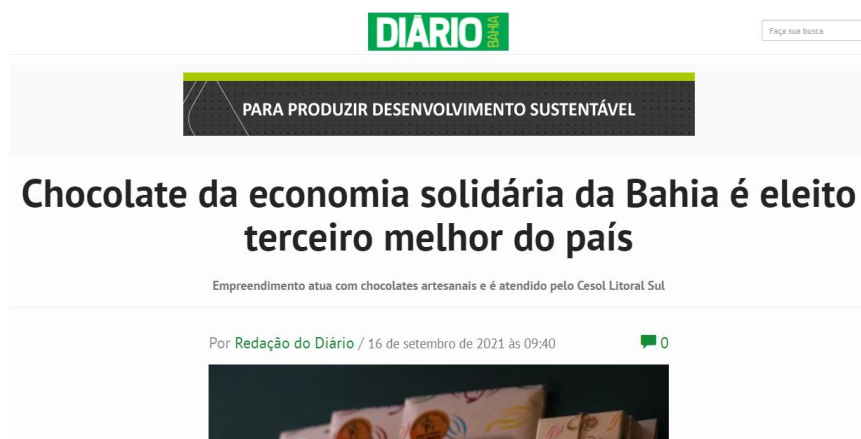 DIÁRIO BAHIA
Faça sua busca
PARA PRODUZIR DESENVOLVIMENTO SUSTENTÁVEL
Chocolate da economia solidária da Bahia é eleito
terceiro melhor do país
Empreendimento atua com chocolates artesanais e é atendido pelo Cesol Litoral Sul
Por Redação do Diário / 16 de setembro de 2021 às 09:40
0